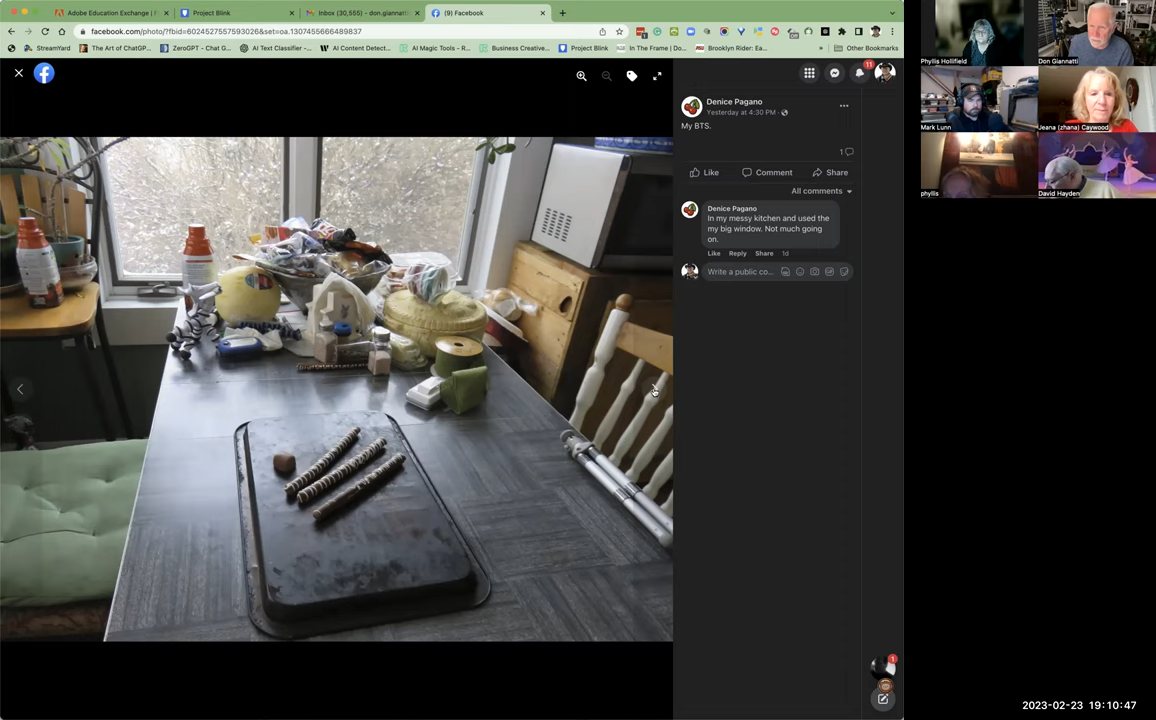 Adobe Education Exchange | F
Project Blink
Inbox (30,555) - don.giannatti
(9) Facebook
facebook.com/photo/?fbid=6024527557593026&set=oa.1307455666489837
StreamYard
The Art of ChatGP...
ZeroGPT - Chat G...
AI Text Classifier -...
AI Content Detect...
AI Magic Tools - R...
Business Creative...
Project Blink
In The Frame | Do...
Brooklyn Rider: Ea...
»
Other Bookmarks
11
Denice Pagano
Yesterday at 4:30 PM ·
My BTS.
1
Like
Comment
Share
All comments
Denice Pagano
In my messy kitchen and used the
my big window. Not much going
on.
Like Reply Share 1d
Write a public co...
1
Phyllis Hollifield
Don Giannatti
Mark Lunn
Jeana (zhana) Caywood
phyllis
David Hayden
2023-02-23 19:10:47